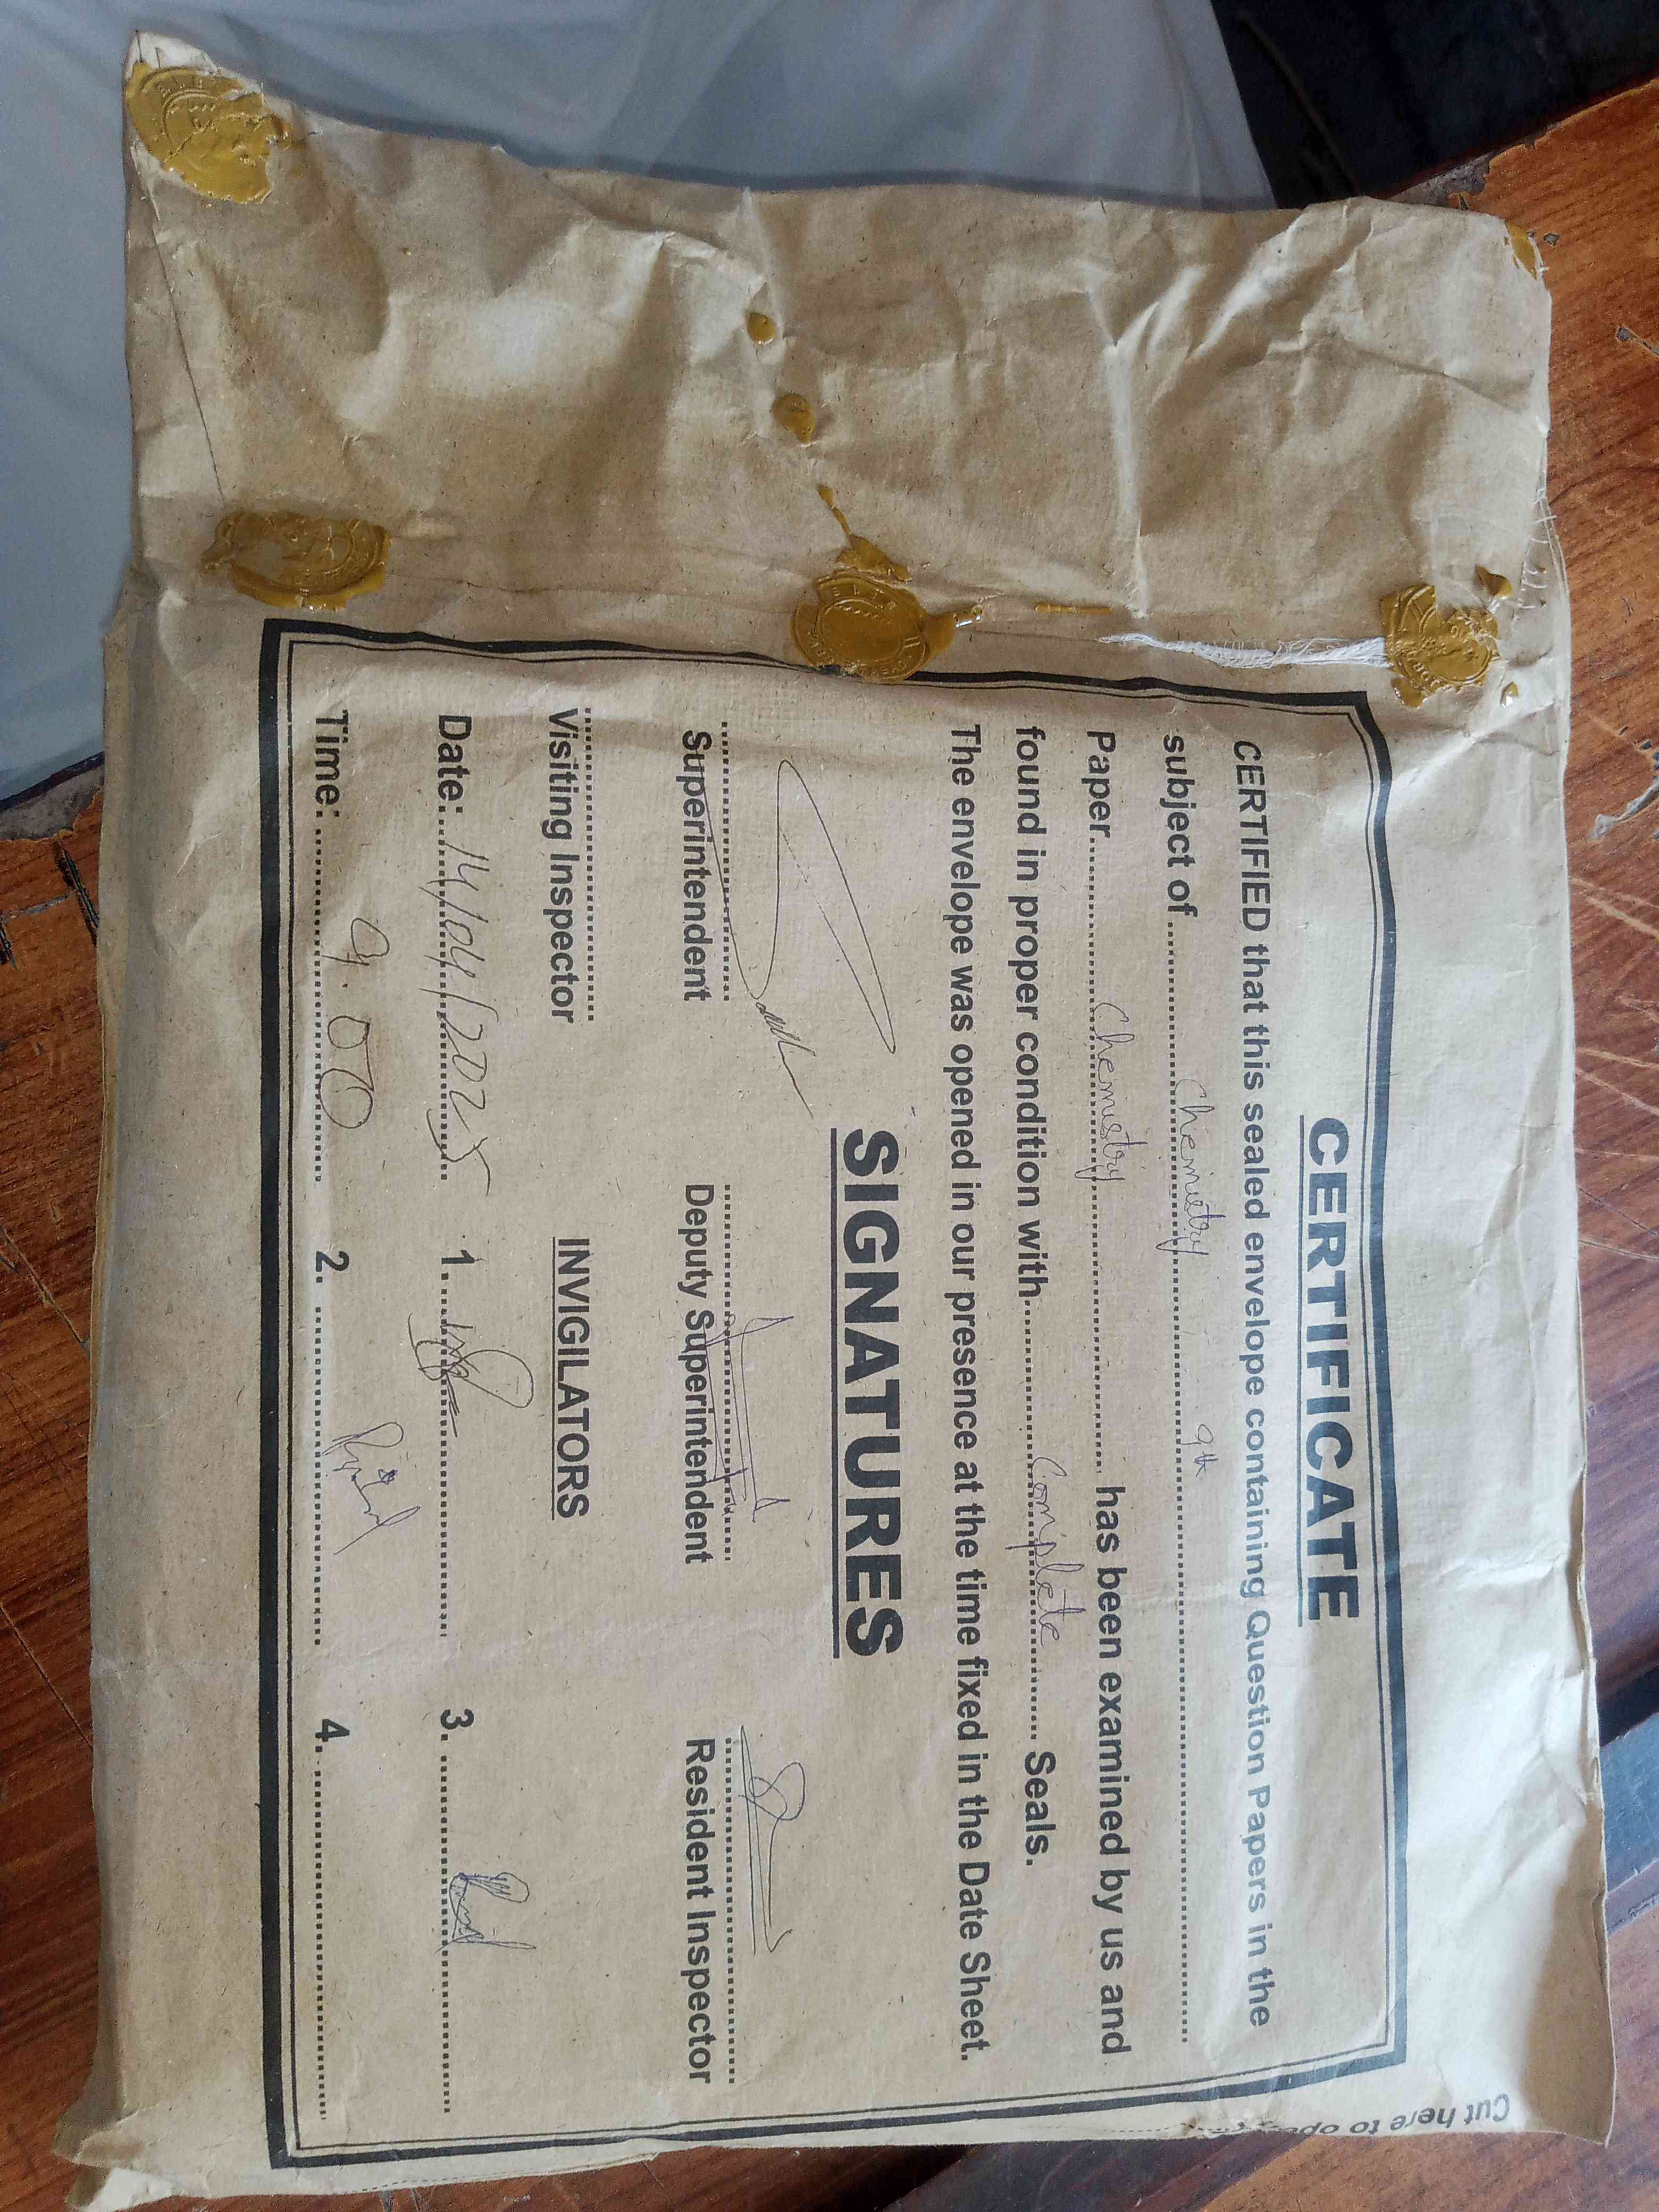 CERTIFICATE
CERTIFIED that this sealed envelope containing Question Papers in the
subject of Chemistry 9th
Paper Chemistry has been examined by us and
found in proper condition with Complete Seals.
The envelope was opened in our presence at the time fixed in the Date Sheet.
SIGNATURES
Superintendent Deputy Superintendent Resident Inspector
Visiting Inspector INVIGILATORS
Date: 14/04/2025 1. 3.
Time: 9:00 2. 4.
Cut here to open